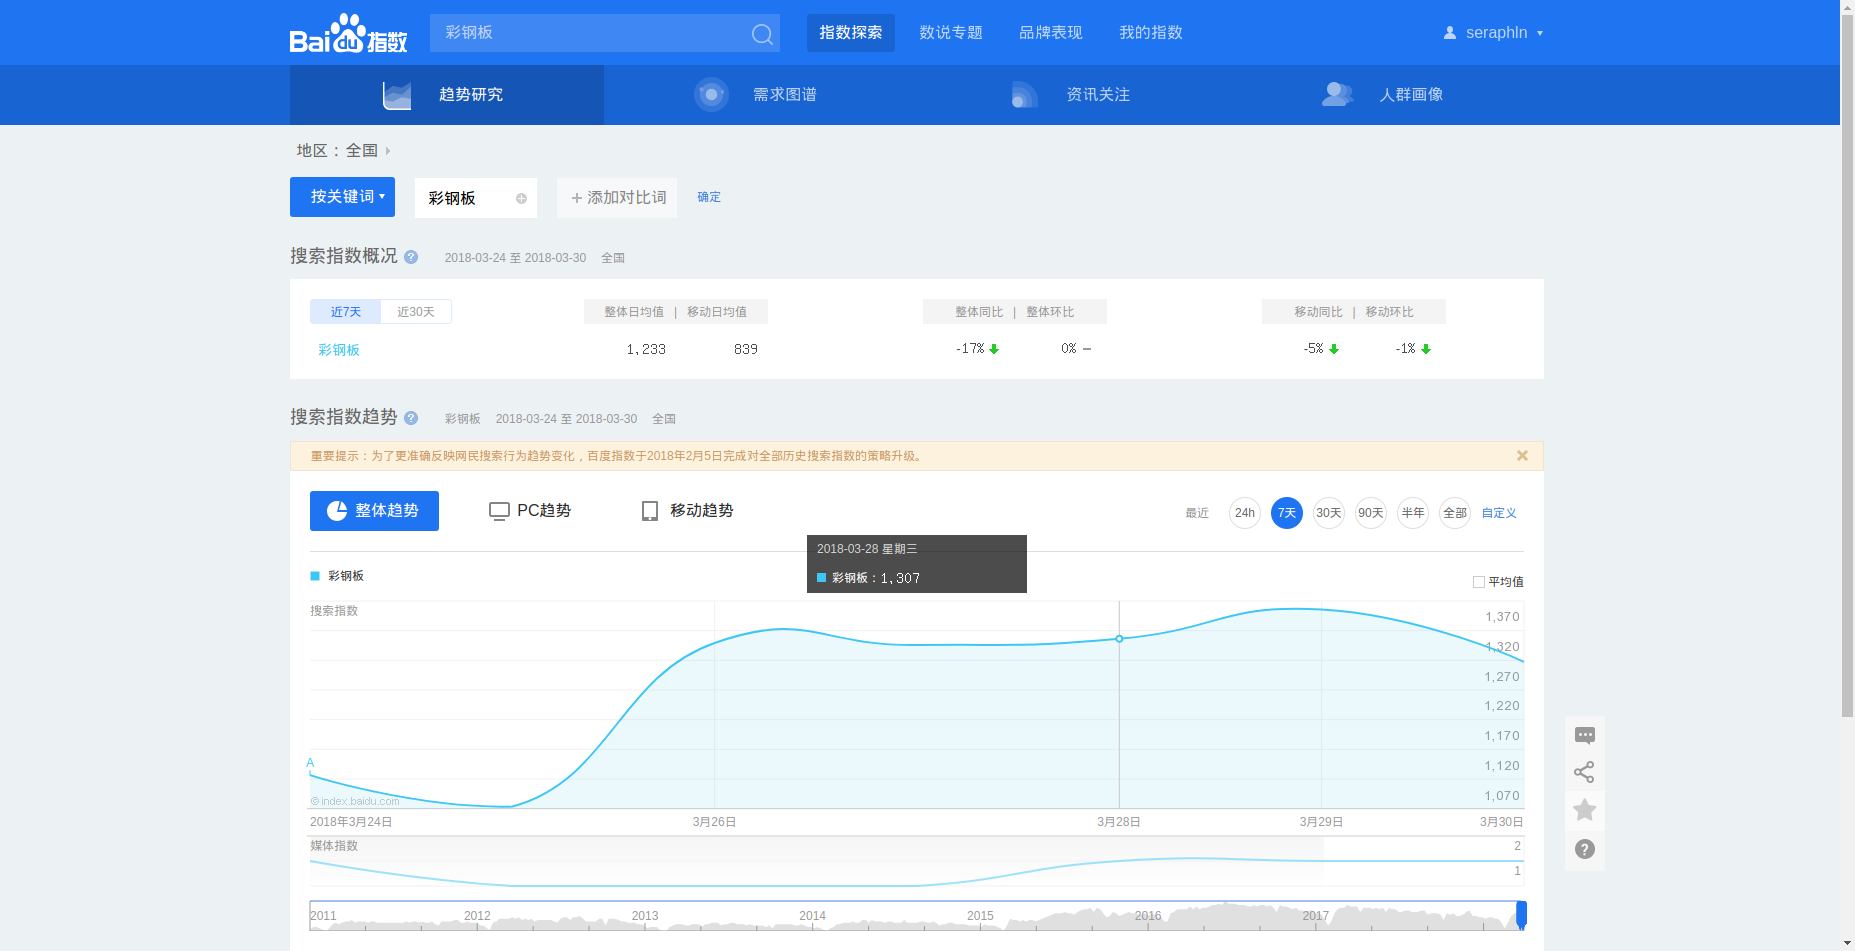 Bai du 指数
彩钢板
指数探索 数说专题 品牌表现 我的指数
seraphln
趋势研究 需求图谱 资讯关注 人群画像
地区 : 全国
按关键词 彩钢板 + 添加对比词 确定
搜索指数概况 ? 2018-03-24 至 2018-03-30 全国
近7天 近30天 整体日均值 | 移动日均值 整体同比 | 整体环比 移动同比 | 移动环比
彩钢板 1,233 839 -17% 0% -5% -1%
搜索指数趋势 ? 彩钢板 2018-03-24 至 2018-03-30 全国
重要提示：为了更准确反映网民搜索行为趋势变化，百度指数于2018年2月5日完成对全部历史搜索指数的策略升级。
整体趋势 PC趋势 移动趋势 最近 24h 7天 30天 90天 半年 全部 自定义
2018-03-28 星期三
彩钢板：1,307
彩钢板
平均值
搜索指数
1,370
1,320
1,270
1,220
1,170
1,120
1,070
A
©index.baidu.com
2018年3月24日 3月26日 3月28日 3月29日 3月30日
媒体指数
2
1
2011 2012 2013 2014 2015 2016 2017
?